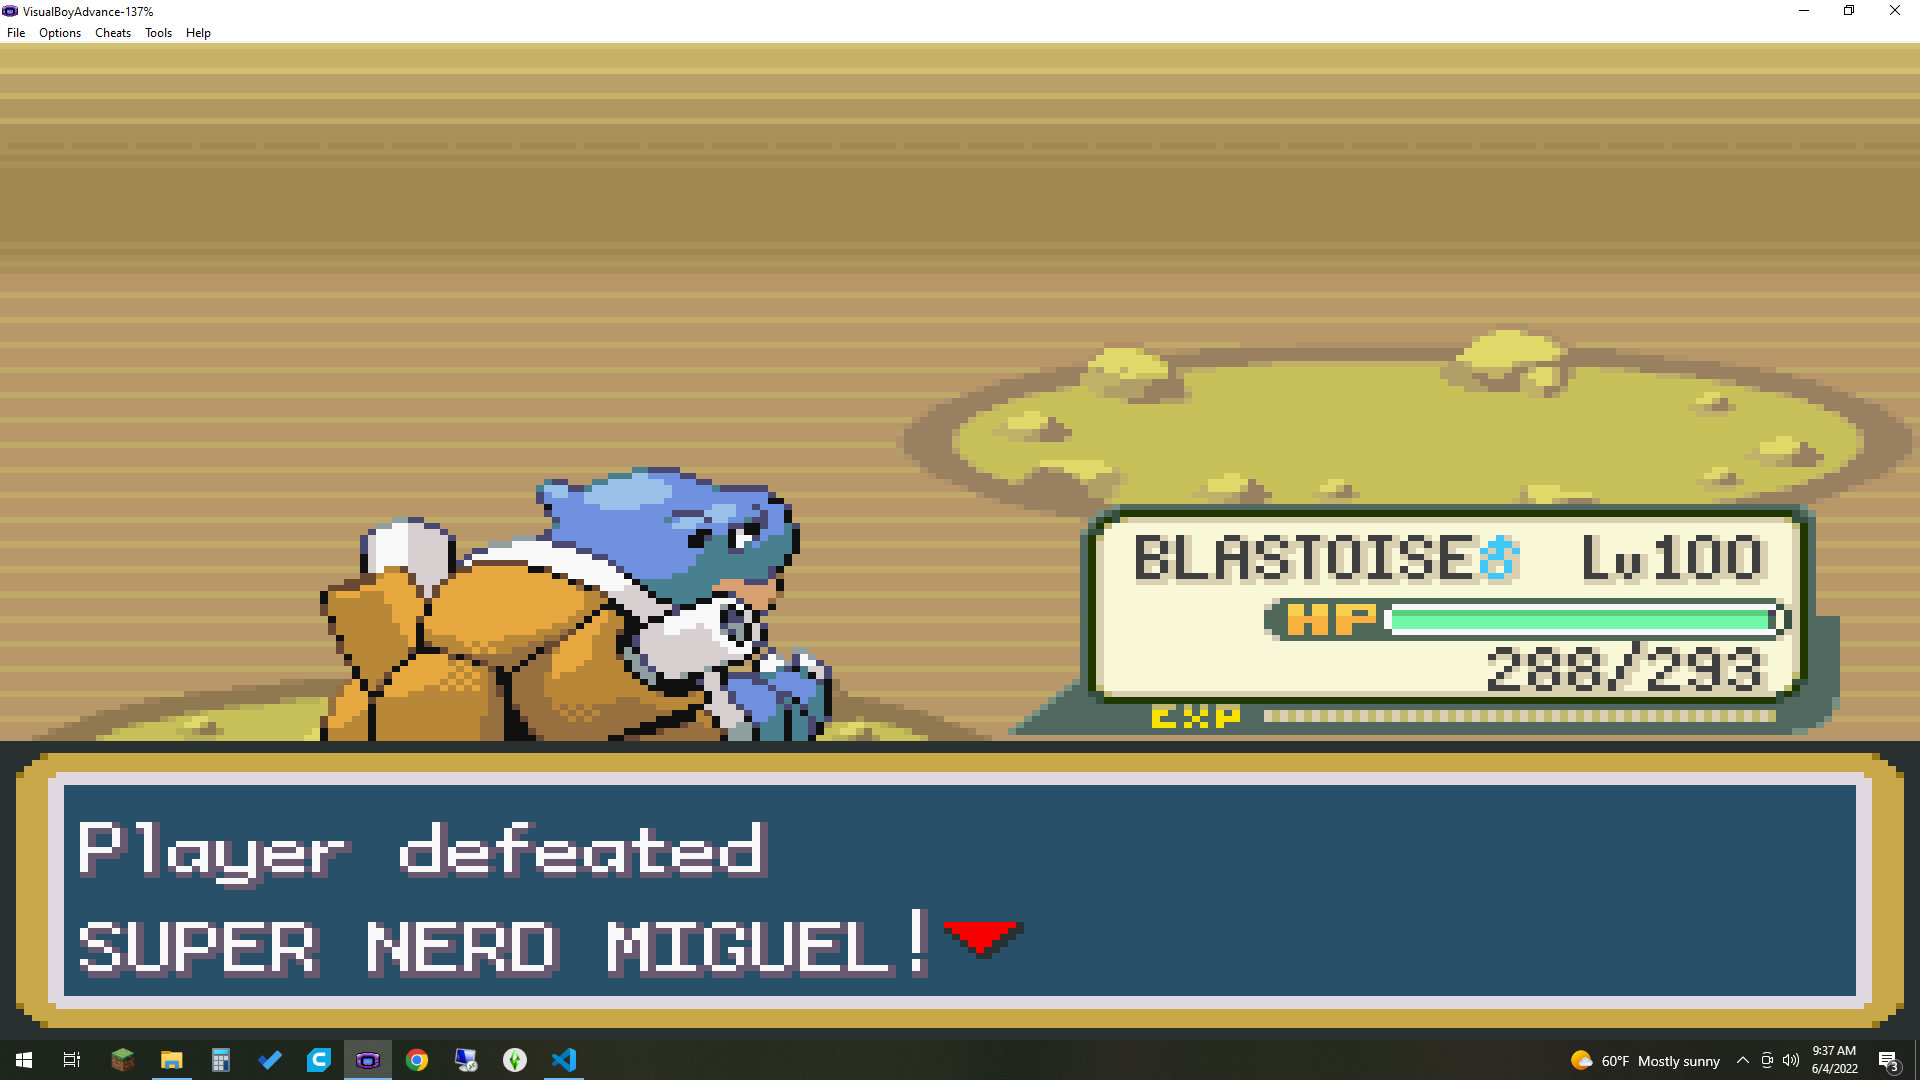 VisualBoyAdvance-137%
File Options Cheats Tools Help
BLASTOISE♂ Lv100
HP
288/293
EXP
Player defeated
SUPER NERD MIGUEL!
60°F Mostly sunny
9:37 AM
6/4/2022
3